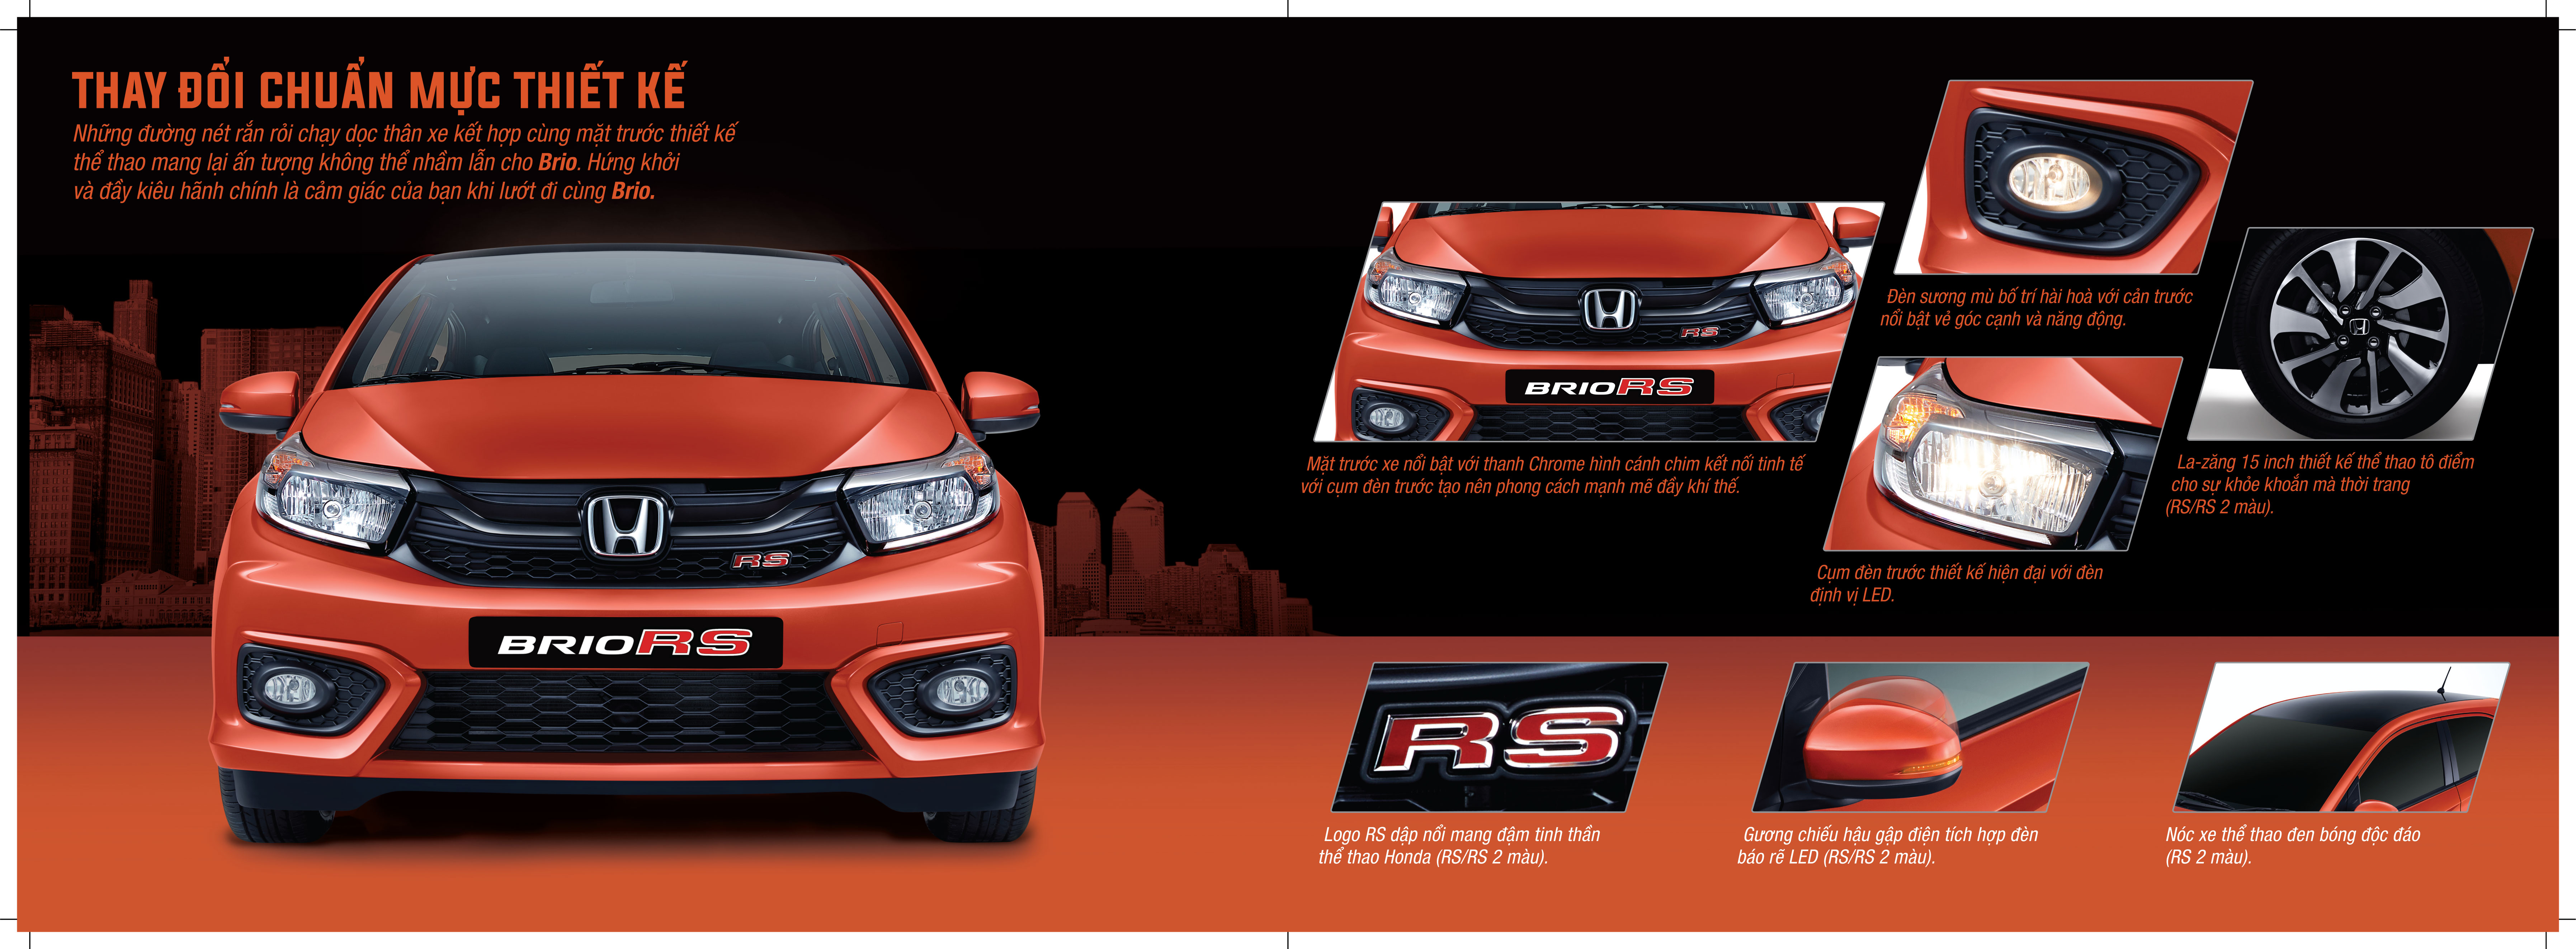 THAY ĐỔI CHUẨN MỰC THIẾT KẾ
Những đường nét rắn rỏi chạy dọc thân xe kết hợp cùng mặt trước thiết kế
thể thao mang lại ấn tượng không thể nhầm lẫn cho Brio. Hứng khởi
và đầy kiêu hãnh chính là cảm giác của bạn khi lướt đi cùng Brio.
RS
BRIO RS
RS
BRIO RS
Mặt trước xe nổi bật với thanh Chrome hình cánh chim kết nối tinh tế
với cụm đèn trước tạo nên phong cách mạnh mẽ đầy khí thế.
Đèn sương mù bố trí hài hoà với cản trước
nổi bật vẻ góc cạnh và năng động.
Cụm đèn trước thiết kế hiện đại với đèn
định vị LED.
La-zăng 15 inch thiết kế thể thao tô điểm
cho sự khỏe khoắn mà thời trang
(RS/RS 2 màu).
RS
Logo RS dập nổi mang đậm tinh thần
thể thao Honda (RS/RS 2 màu).
Gương chiếu hậu gập điện tích hợp đèn
báo rẽ LED (RS/RS 2 màu).
Nóc xe thể thao đen bóng độc đáo
(RS 2 màu).